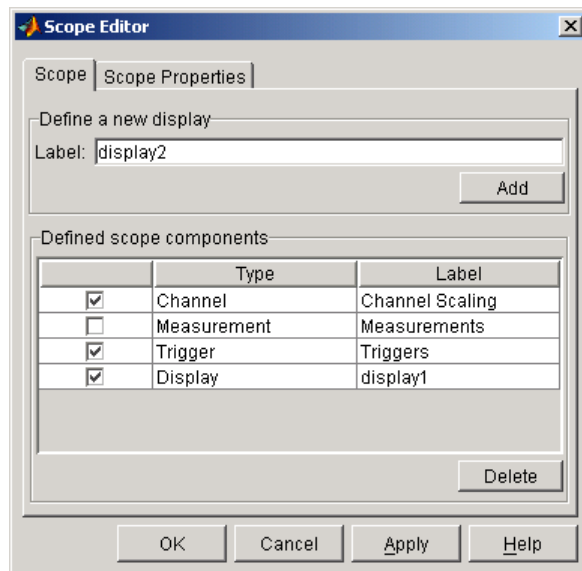 Scope Editor
Scope Scope Properties
Define a new display
Label: display2
Add
Defined scope components
Type Label
Channel Channel Scaling
Measurement Measurements
Trigger Triggers
Display display1
Delete
OK Cancel Apply Help